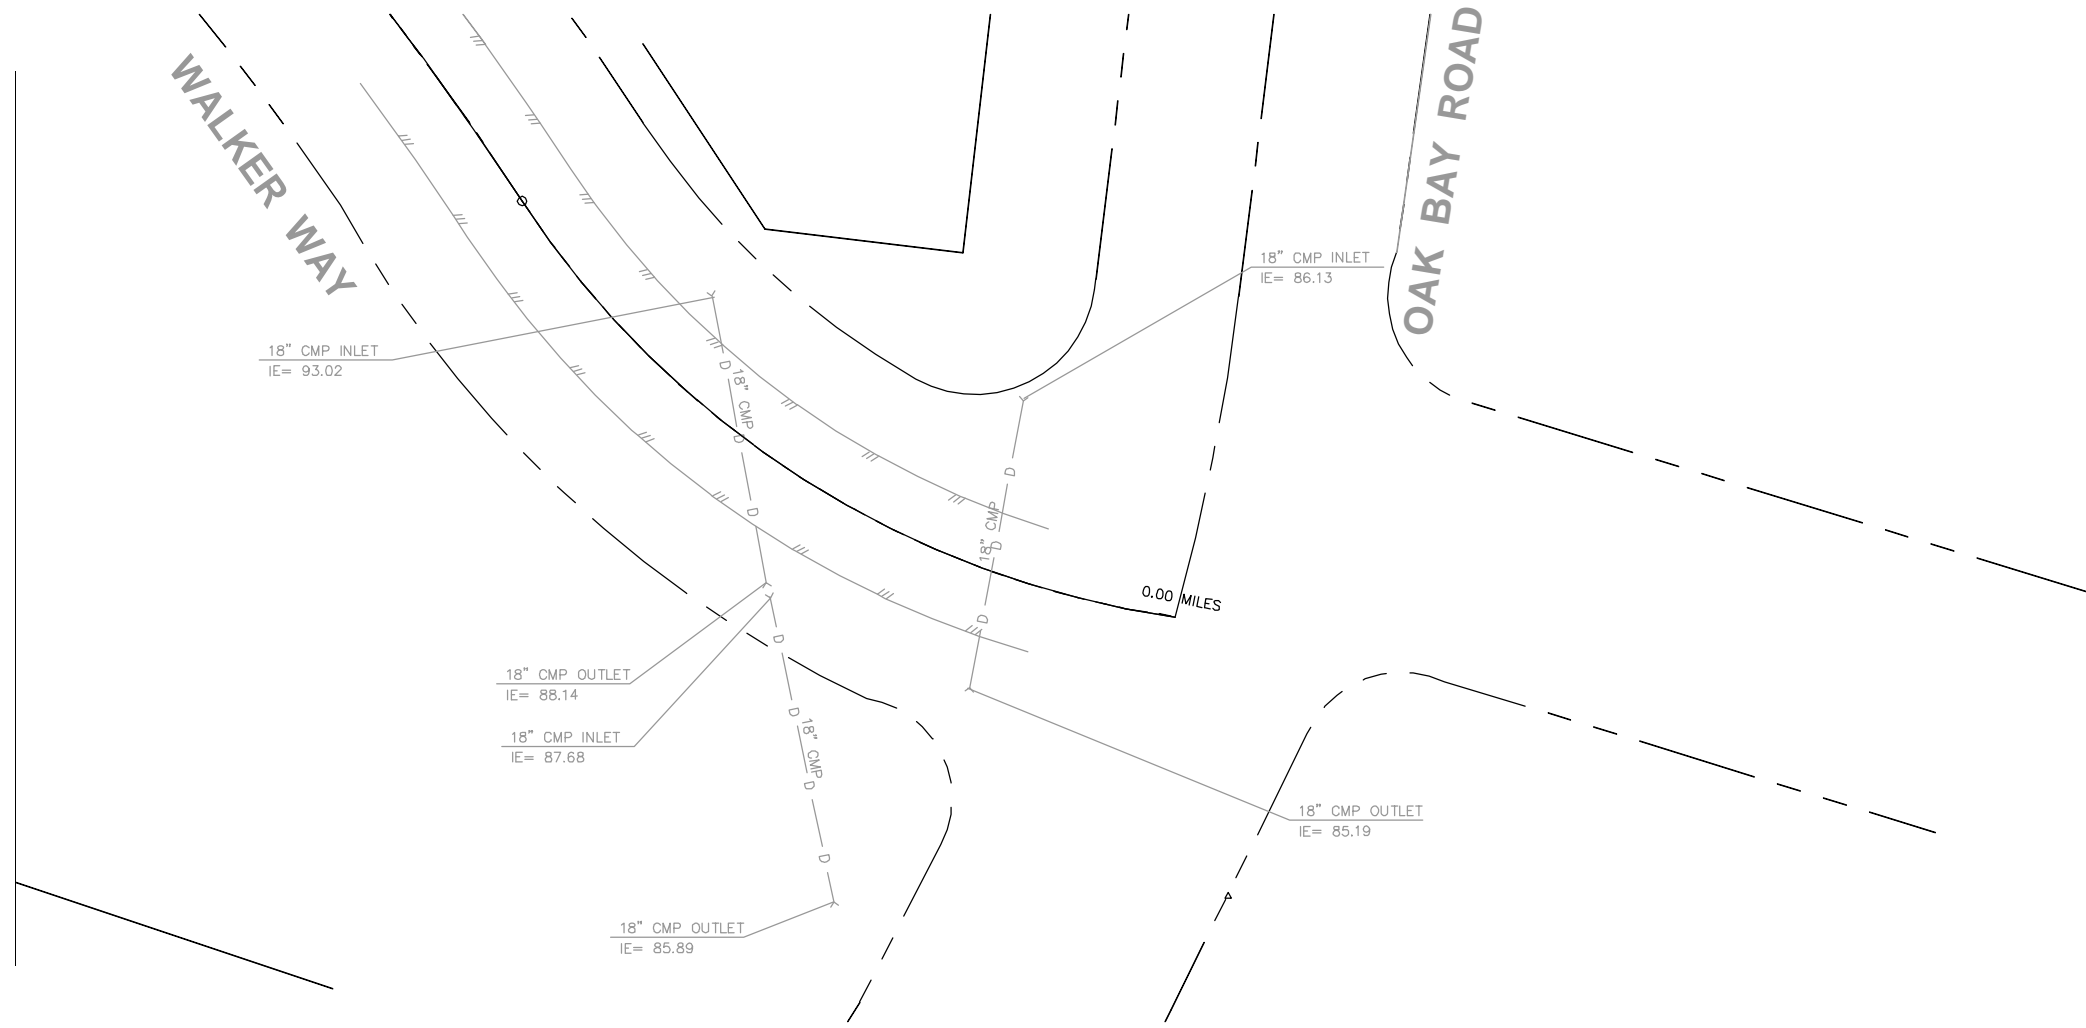 WALKER WAY
OAK BAY ROAD
18" CMP INLET
IE= 86.13
18" CMP INLET
IE= 93.02
D
18" CMP
D
D
D
18" CMP
D
D
0.00 MILES
18" CMP OUTLET
IE= 88.14
18" CMP INLET
IE= 87.68
D
D
18" CMP
D
D
18" CMP OUTLET
IE= 85.19
18" CMP OUTLET
IE= 85.89